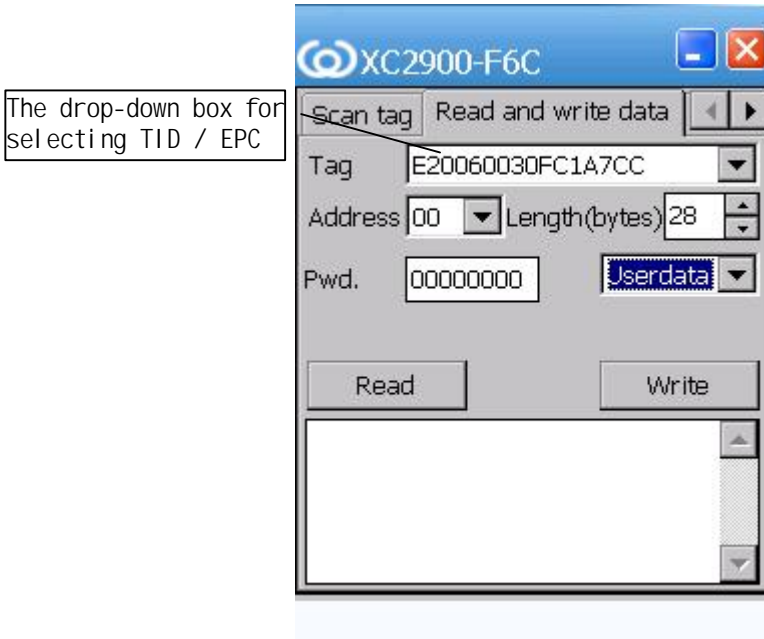 XC2900-F6C
The drop-down box for
selecting TID / EPC
Scan tag Read and write data
Tag E20060030FC1A7CC
Address 00 Length(bytes) 28
Pwd. 00000000 Userdata
Read Write